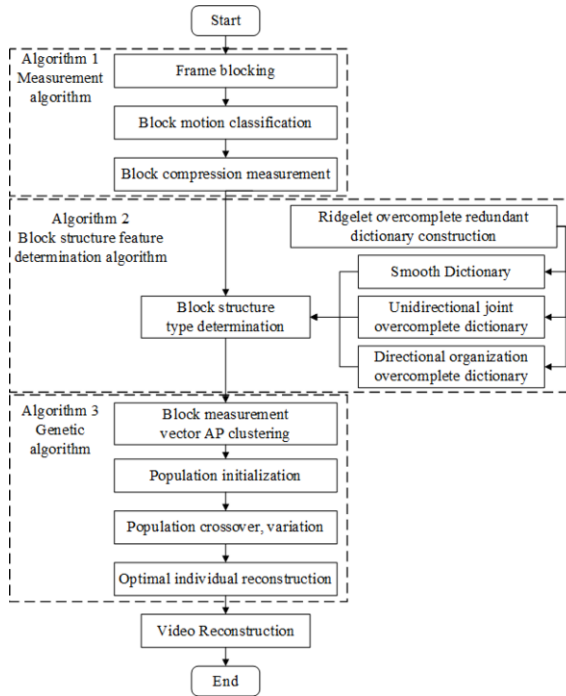 Start
Algorithm 1
Measurement
algorithm
Frame blocking
Block motion classification
Block compression measurement
Algorithm 2
Block structure feature
determination algorithm
Ridgelet overcomplete redundant
dictionary construction
Smooth Dictionary
Block structure
type determination
Unidirectional joint
overcomplete dictionary
Directional organization
overcomplete dictionary
Algorithm 3
Genetic
algorithm
Block measurement
vector AP clustering
Population initialization
Population crossover, variation
Optimal individual reconstruction
Video Reconstruction
End